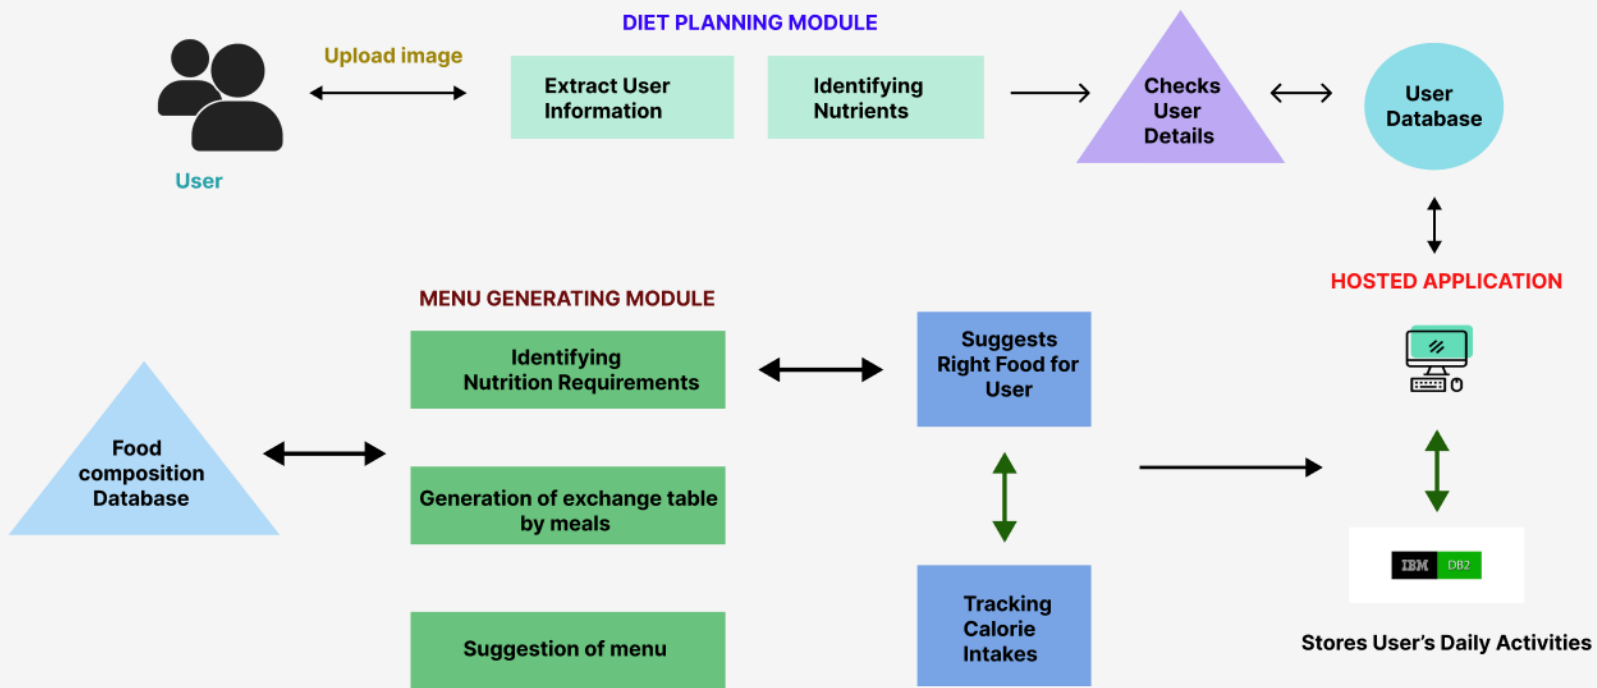 DIET PLANNING MODULE
Upload image
User
Extract User
Information
Identifying
Nutrients
Checks
User
Details
User
Database
HOSTED APPLICATION
MENU GENERATING MODULE
Identifying
Nutrition Requirements
Suggests
Right Food for
User
Food
composition
Database
Generation of exchange table
by meals
Suggestion of menu
Tracking
Calorie
Intakes
IBM DB2
Stores User's Daily Activities